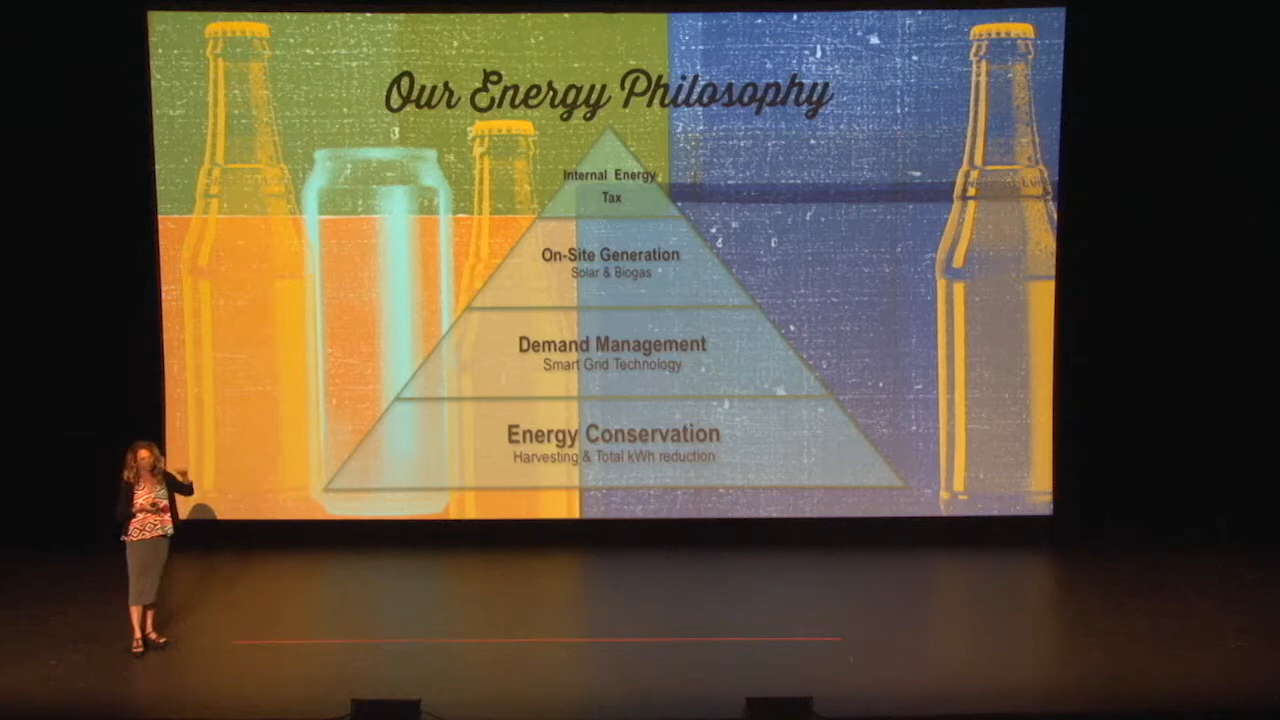 Our Energy Philosophy
Internal Energy
Tax
On-Site Generation
Solar & Biogas
Demand Management
Smart Grid Technology
Energy Conservation
Harvesting & Total kWh reduction